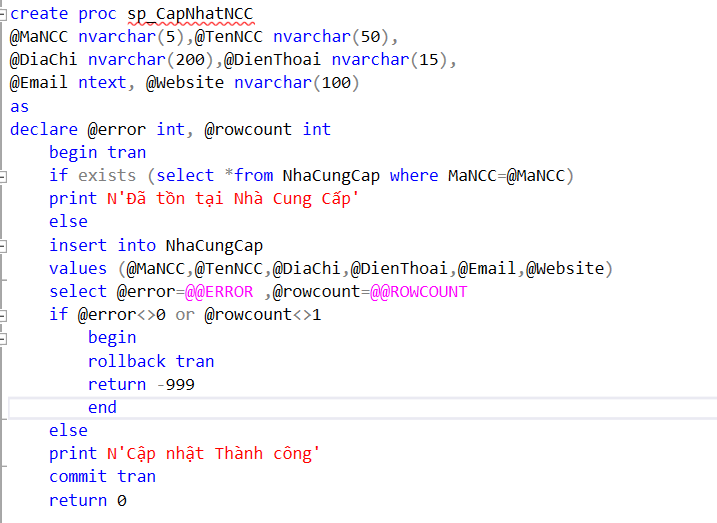 create proc sp_CapNhatNCC
@MaNCC nvarchar(5),@TenNCC nvarchar(50),
@DiaChi nvarchar(200),@DienThoai nvarchar(15),
@Email ntext, @Website nvarchar(100)
as
declare @error int, @rowcount int
    begin tran
    if exists (select *from NhaCungCap where MaNCC=@MaNCC)
    print N'Đã tồn tại Nhà Cung Cấp'
    else
    insert into NhaCungCap
    values (@MaNCC,@TenNCC,@DiaChi,@DienThoai,@Email,@Website)
    select @error=@@ERROR ,@rowcount=@@ROWCOUNT
    if @error<>0 or @rowcount<>1
        begin
        rollback tran
        return -999
        end
    else
    print N'Cập nhật Thành công'
    commit tran
    return 0